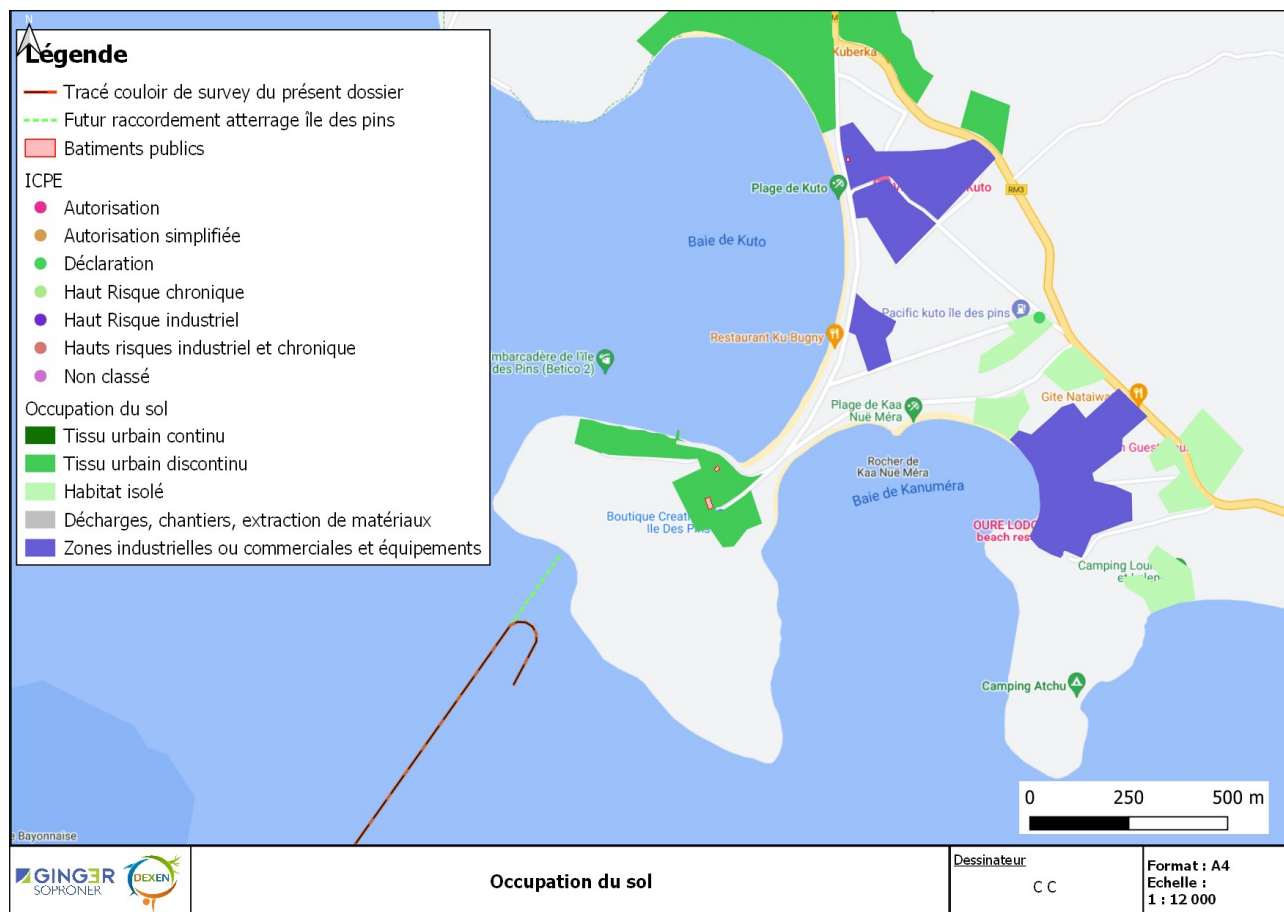 N
Légende
Tracé couloir de survey du présent dossier
Futur raccordement atterrage île des pins
Batiments publics
ICPE
Autorisation
Autorisation simplifiée
Déclaration
Haut Risque chronique
Haut Risque industriel
Hauts risques industriel et chronique
Non classé
Occupation du sol
Tissu urbain continu
Tissu urbain discontinu
Habitat isolé
Décharges, chantiers, extraction de matériaux
Zones industrielles ou commerciales et équipements
Kuberka
Plage de Kuto
Kuto
RM3
Baie de Kuto
Pacific kuto île des pins
Restaurant Ku-Bugny
mbarcadère de l'île
des Pins (Betico 2)
Gite Nataiwa
Plage de Kaa
Nuë Méra
Rocher de
Kaa Nuë Méra
Baie de Kanuméra
Boutique Creati
Ile Des Pins
OURE LODG
beach res
Camping Lour
Camping Atchu
e Bayonnaise
0 250 500 m
GINGER
SOPRONER
DEXEN
Occupation du sol
Dessinateur
C C
Format : A4
Echelle :
1 : 12 000